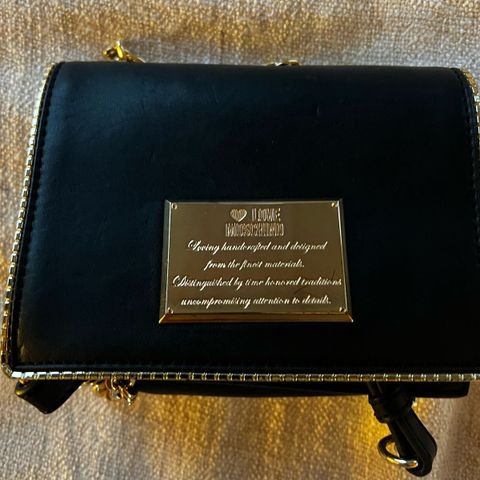 LOVE
MOSCHINO
Loving handcrafted and designed
from the finest materials.
Distinguished by time honored traditions
uncompromising attention to details.